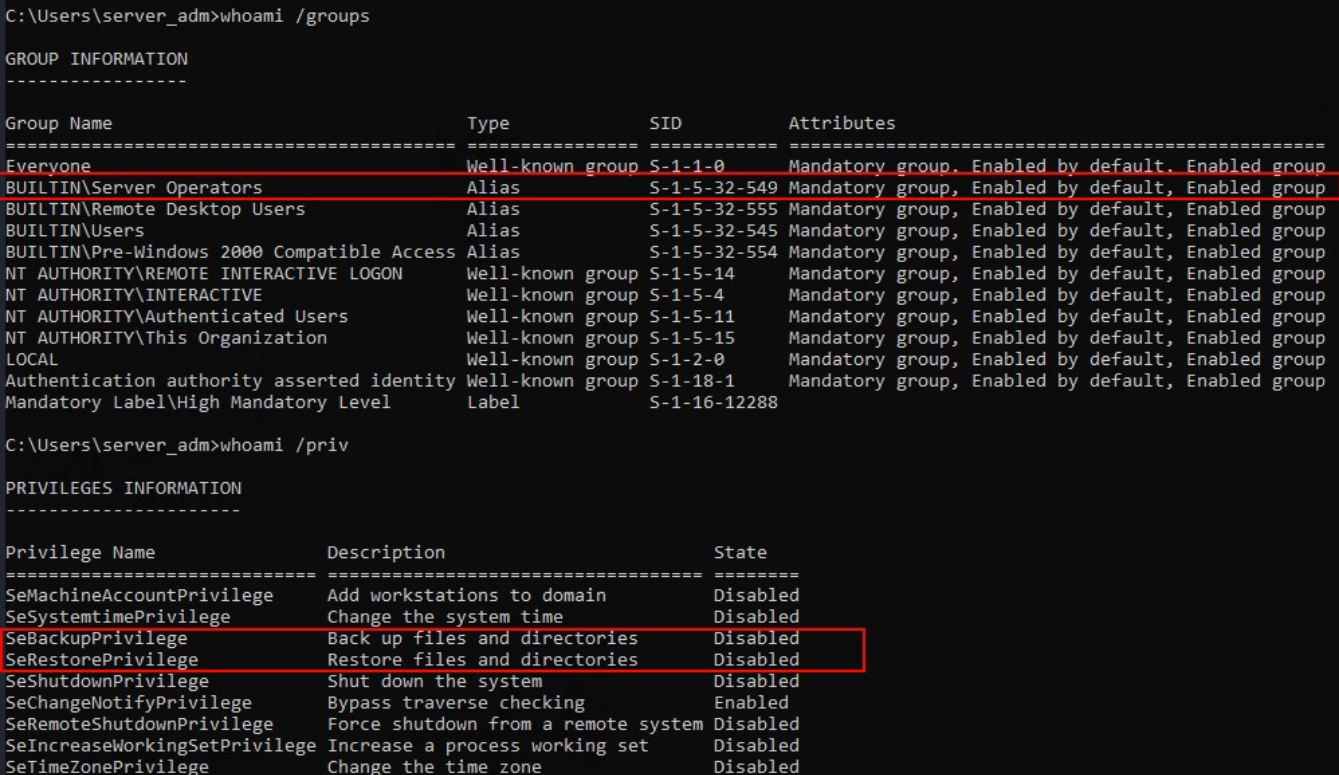 C:\Users\server_adm>whoami /groups
GROUP INFORMATION
-----------------
Group Name                                 Type             SID          Attributes
========================================== ================ ============ ==================================================
Everyone                                   Well-known group S-1-1-0      Mandatory group, Enabled by default, Enabled group
BUILTIN\Server Operators                   Alias            S-1-5-32-549 Mandatory group, Enabled by default, Enabled group
BUILTIN\Remote Desktop Users               Alias            S-1-5-32-555 Mandatory group, Enabled by default, Enabled group
BUILTIN\Users                              Alias            S-1-5-32-545 Mandatory group, Enabled by default, Enabled group
BUILTIN\Pre-Windows 2000 Compatible Access Alias            S-1-5-32-554 Mandatory group, Enabled by default, Enabled group
NT AUTHORITY\REMOTE INTERACTIVE LOGON      Well-known group S-1-5-14     Mandatory group, Enabled by default, Enabled group
NT AUTHORITY\INTERACTIVE                   Well-known group S-1-5-4      Mandatory group, Enabled by default, Enabled group
NT AUTHORITY\Authenticated Users           Well-known group S-1-5-11     Mandatory group, Enabled by default, Enabled group
NT AUTHORITY\This Organization             Well-known group S-1-5-15     Mandatory group, Enabled by default, Enabled group
LOCAL                                      Well-known group S-1-2-0      Mandatory group, Enabled by default, Enabled group
Authentication authority asserted identity Well-known group S-1-18-1     Mandatory group, Enabled by default, Enabled group
Mandatory Label\High Mandatory Level       Label            S-1-16-12288
C:\Users\server_adm>whoami /priv
PRIVILEGES INFORMATION
----------------------
Privilege Name                Description                         State
============================= =================================== ========
SeMachineAccountPrivilege     Add workstations to domain          Disabled
SeSystemtimePrivilege         Change the system time              Disabled
SeBackupPrivilege             Back up files and directories       Disabled
SeRestorePrivilege            Restore files and directories       Disabled
SeShutdownPrivilege           Shut down the system                Disabled
SeChangeNotifyPrivilege       Bypass traverse checking            Enabled
SeRemoteShutdownPrivilege     Force shutdown from a remote system Disabled
SeIncreaseWorkingSetPrivilege Increase a process working set      Disabled
SeTimeZonePrivilege           Change the time zone                Disabled